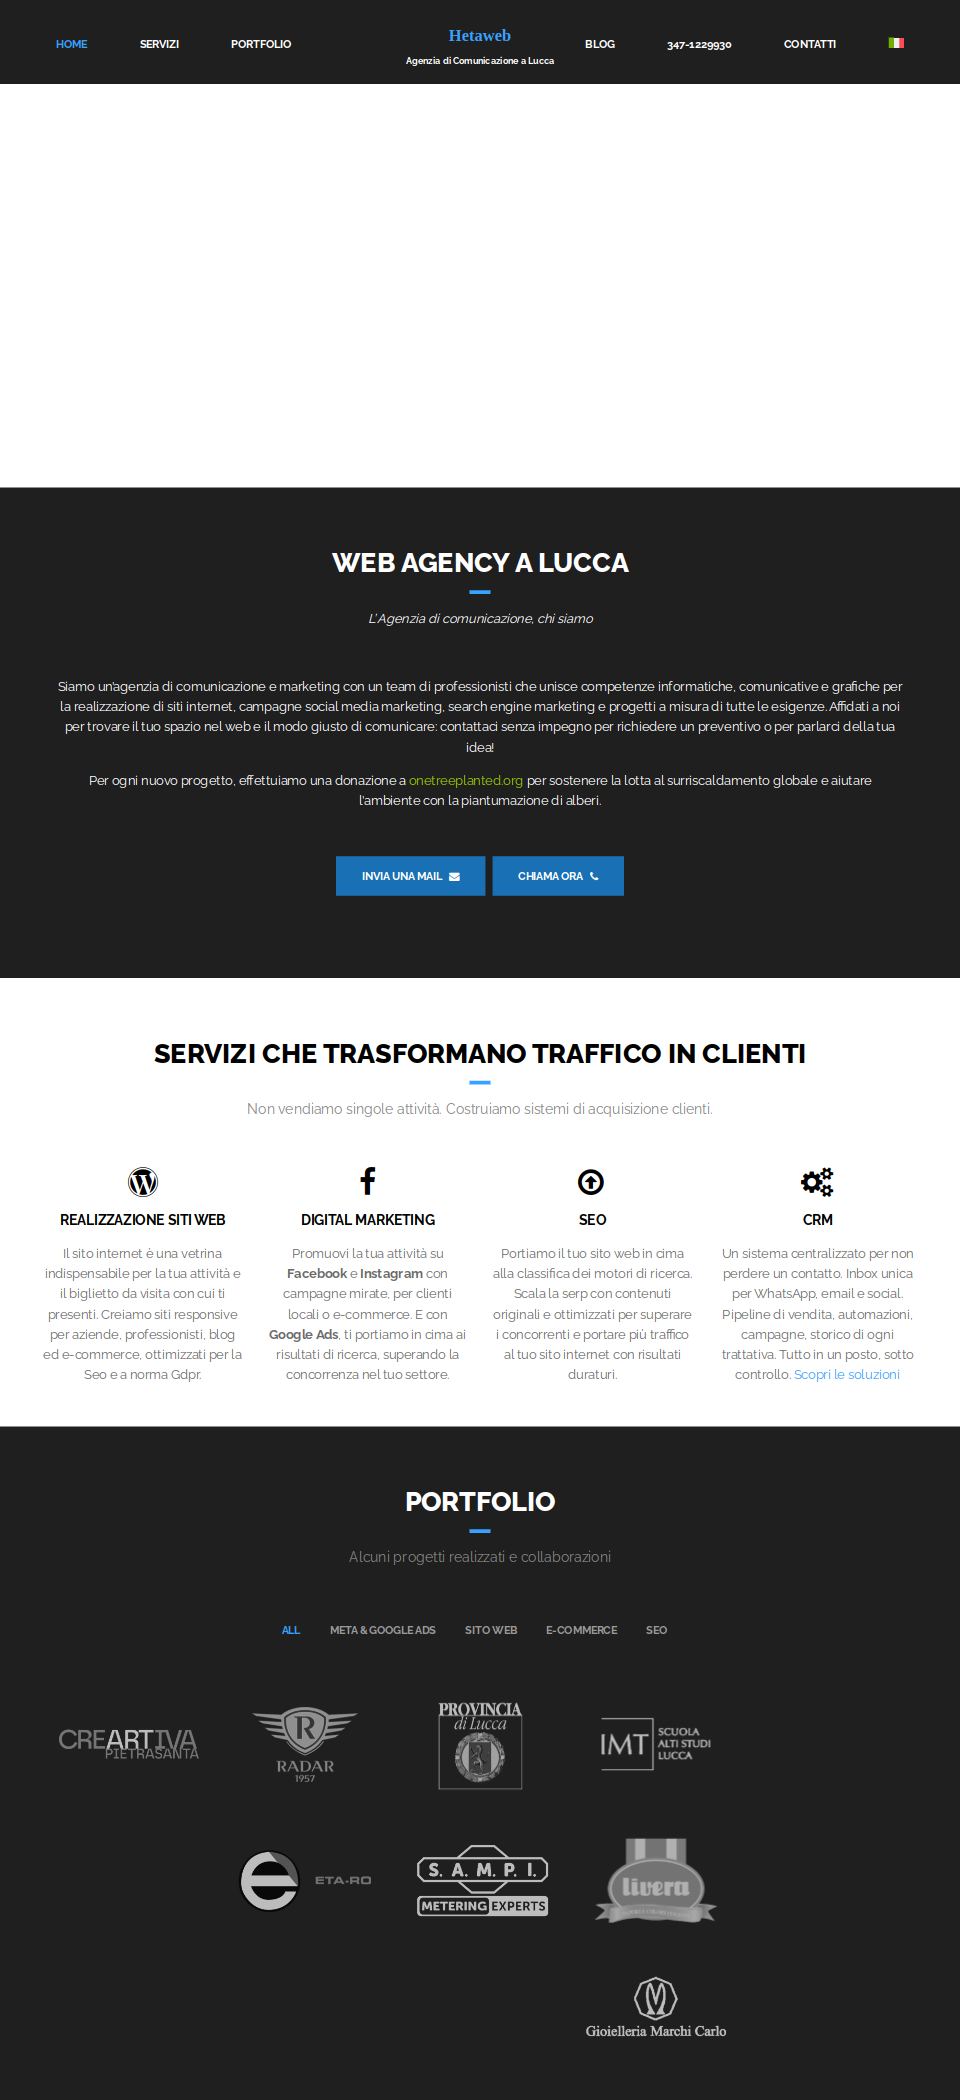 HOME SERVIZI PORTFOLIO Hetaweb BLOG 347-1229930 CONTATTI
Agenzia di Comunicazione a Lucca
WEB AGENCY A LUCCA
L'Agenzia di comunicazione, chi siamo
Siamo un'agenzia di comunicazione e marketing con un team di professionisti che unisce competenze informatiche, comunicative e grafiche per
la realizzazione di siti internet, campagne social media marketing, search engine marketing e progetti a misura di tutte le esigenze. Affidati a noi
per trovare il tuo spazio nel web e il modo giusto di comunicare: contattaci senza impegno per richiedere un preventivo o per parlarci della tua
idea!
Per ogni nuovo progetto, effettuiamo una donazione a onetreeplanted.org per sostenere la lotta al surriscaldamento globale e aiutare
l'ambiente con la piantumazione di alberi.
INVIA UNA MAIL CHIAMA ORA
SERVIZI CHE TRASFORMANO TRAFFICO IN CLIENTI
Non vendiamo singole attività. Costruiamo sistemi di acquisizione clienti.
REALIZZAZIONE SITI WEB
Il sito internet è una vetrina
indispensabile per la tua attività e
il biglietto da visita con cui ti
presenti. Creiamo siti responsive
per aziende, professionisti, blog
ed e-commerce, ottimizzati per la
Seo e a norma Gdpr.
DIGITAL MARKETING
Promuovi la tua attività su
Facebook e Instagram con
campagne mirate, per clienti
locali o e-commerce. E con
Google Ads, ti portiamo in cima ai
risultati di ricerca, superando la
concorrenza nel tuo settore.
SEO
Portiamo il tuo sito web in cima
alla classifica dei motori di ricerca.
Scala la serp con contenuti
originali e ottimizzati per superare
i concorrenti e portare più traffico
al tuo sito internet con risultati
duraturi.
CRM
Un sistema centralizzato per non
perdere un contatto. Inbox unica
per WhatsApp, email e social.
Pipeline di vendita, automazioni,
campagne, storico di ogni
trattativa. Tutto in un posto, sotto
controllo. Scopri le soluzioni
PORTFOLIO
Alcuni progetti realizzati e collaborazioni
ALL META & GOOGLE ADS SITO WEB E-COMMERCE SEO
CREARTIVA
PIETRASANTA
R
RADAR
1957
PROVINCIA
di Lucca
IMT
SCUOLA
ALTI STUDI
LUCCA
ETA-RO
S. A. M. P. I.
METERING EXPERTS
livera
Gioielleria Marchi Carlo